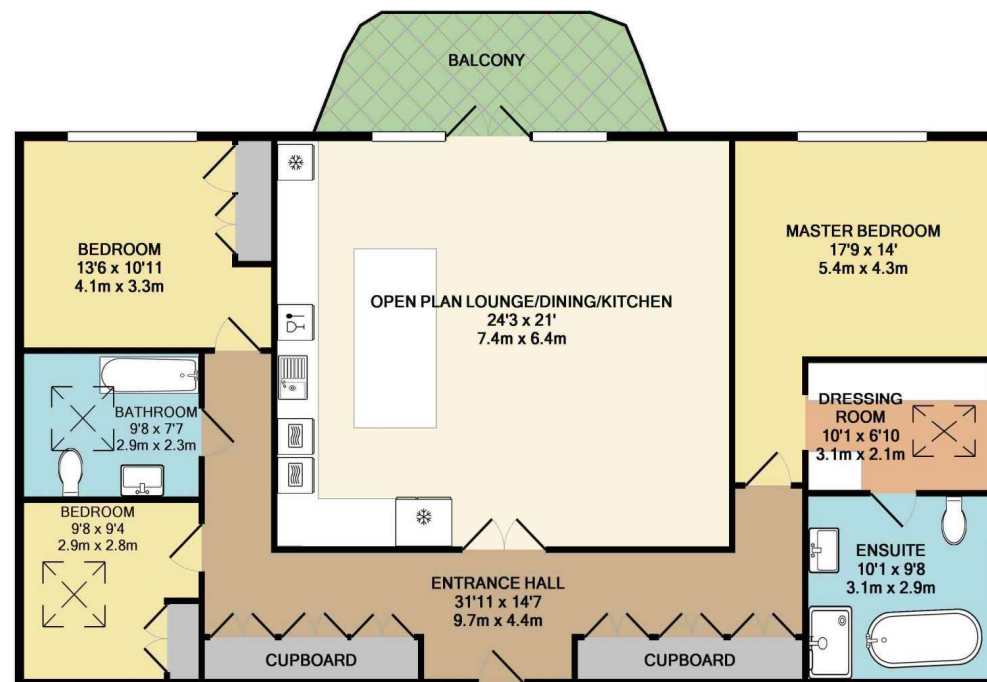 BALCONY
BEDROOM
13'6 x 10'11
4.1m x 3.3m
OPEN PLAN LOUNGE/DINING/KITCHEN
24'3 x 21'
7.4m x 6.4m
MASTER BEDROOM
17'9 x 14'
5.4m x 4.3m
BATHROOM
9'8 x 7'7
2.9m x 2.3m
DRESSING
ROOM
10'1 x 6'10
3.1m x 2.1m
BEDROOM
9'8 x 9'4
2.9m x 2.8m
ENTRANCE HALL
31'11 x 14'7
9.7m x 4.4m
ENSUITE
10'1 x 9'8
3.1m x 2.9m
CUPBOARD
CUPBOARD